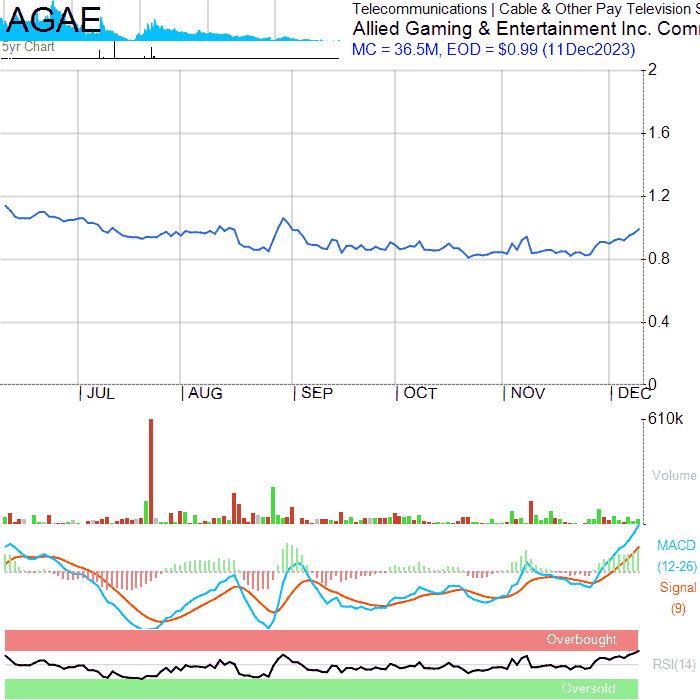 AGAE
5yr Chart
Telecommunications | Cable & Other Pay Television S
Allied Gaming & Entertainment Inc. Com
MC = 36.5M, EOD = $0.99 (11Dec2023)
2
1.6
1.2
0.8
0.4
0
JUL AUG SEP OCT NOV DEC
610k
Volume
MACD
(12-26)
Signal
(9)
Overbought
RSI(14)
Oversold